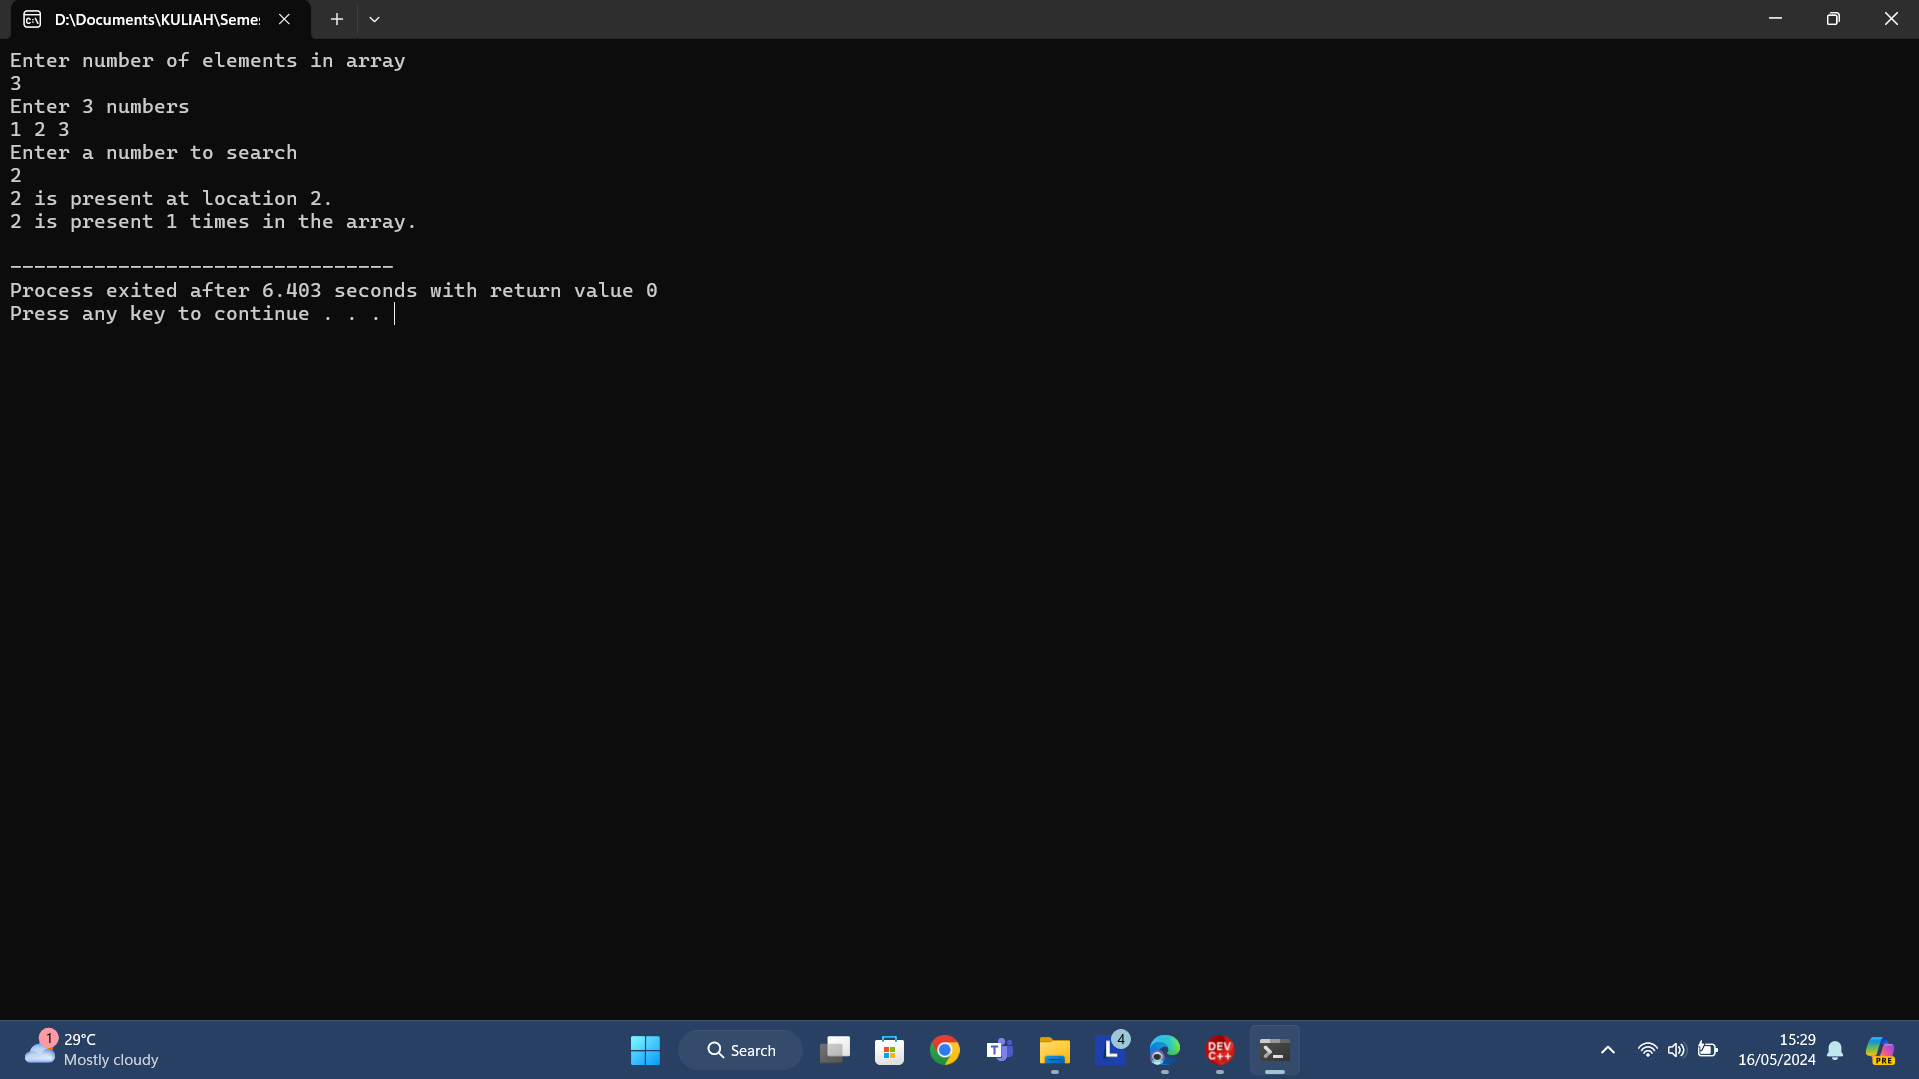 D:\Documents\KULIAH\Seme
Enter number of elements in array
3
Enter 3 numbers
1 2 3
Enter a number to search
2
2 is present at location 2.
2 is present 1 times in the array.
--------------------------------
Process exited after 6.403 seconds with return value 0
Press any key to continue . . .
1
29°C
Mostly cloudy
Search
T
L
4
DEV
C++
15:29
16/05/2024
PRE